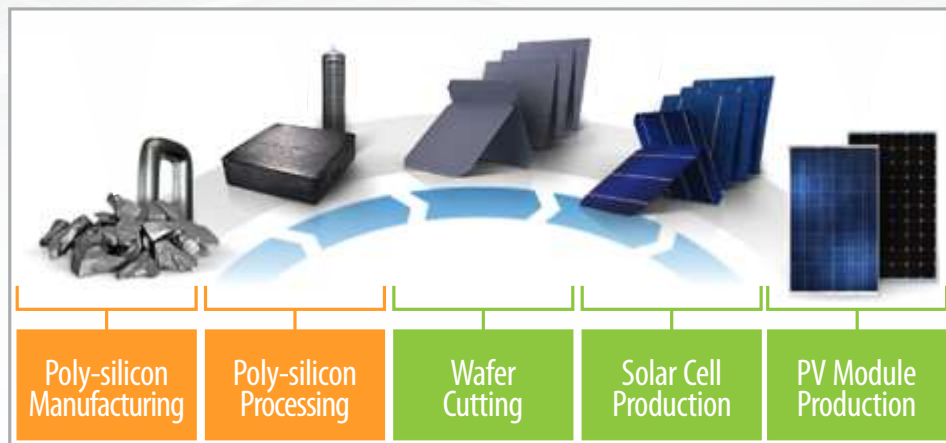 Poly-silicon
Manufacturing
Poly-silicon
Processing
Wafer
Cutting
Solar Cell
Production
PV Module
Production